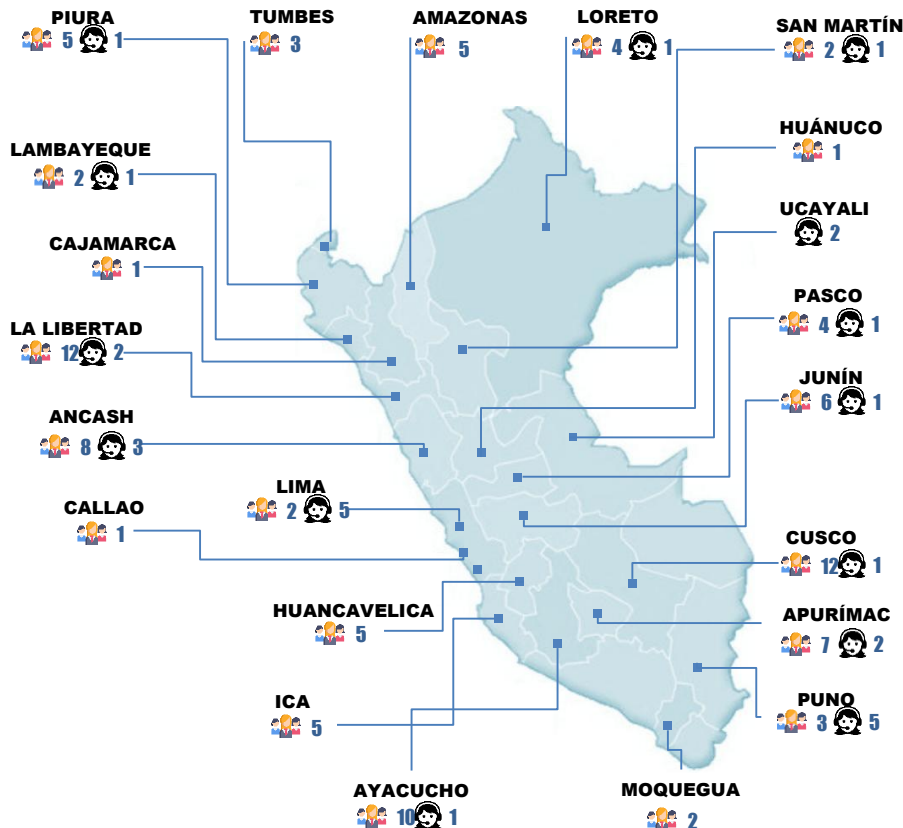 PIURA
5 1
TUMBES
3
AMAZONAS
5
LORETO
4 1
SAN MARTÍN
2 1
LAMBAYEQUE
2 1
HUÁNUCO
1
UCAYALI
2
CAJAMARCA
1
PASCO
4 1
LA LIBERTAD
12 2
JUNÍN
6 1
ANCASH
8 3
LIMA
2 5
CALLAO
1
CUSCO
12 1
HUANCAVELICA
5
APURÍMAC
7 2
ICA
5
PUNO
3 5
AYACUCHO
10 1
MOQUEGUA
2